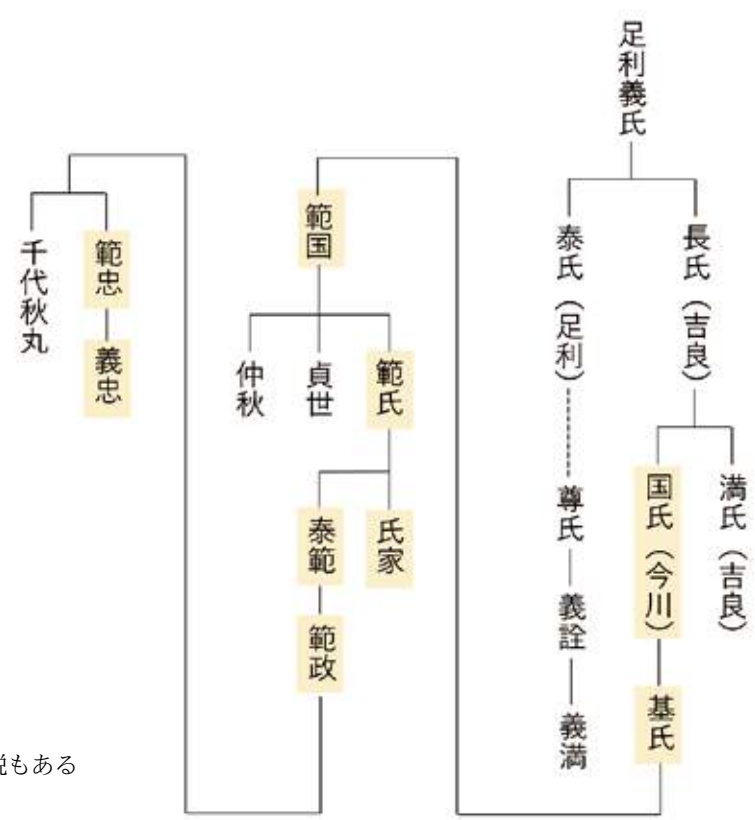 足利義氏
長氏（吉良）
泰氏（足利）
満氏（吉良）
国氏（今川）
基氏
尊氏
義詮
義満
範国
範氏
貞世
仲秋
氏家
泰範
範政
範忠
義忠
千代秋丸
説もある